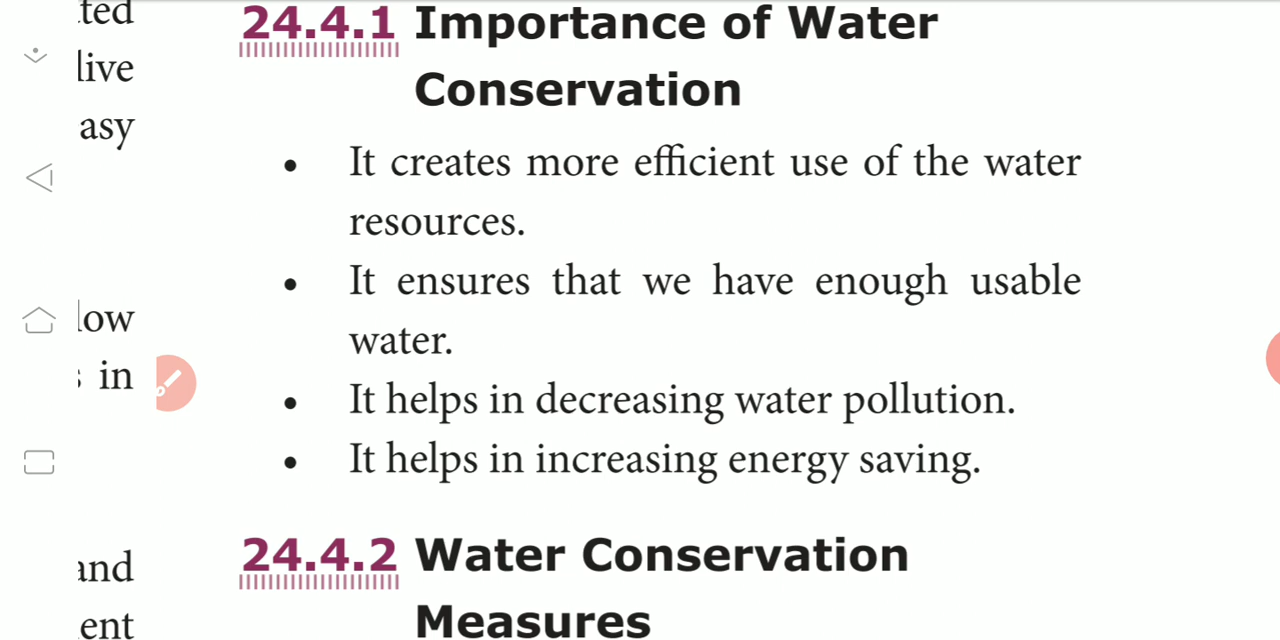 ted
live
asy
low
in
and
ent
24.4.1 Importance of Water
Conservation
• It creates more efficient use of the water
resources.
• It ensures that we have enough usable
water.
• It helps in decreasing water pollution.
• It helps in increasing energy saving.
24.4.2 Water Conservation
Measures